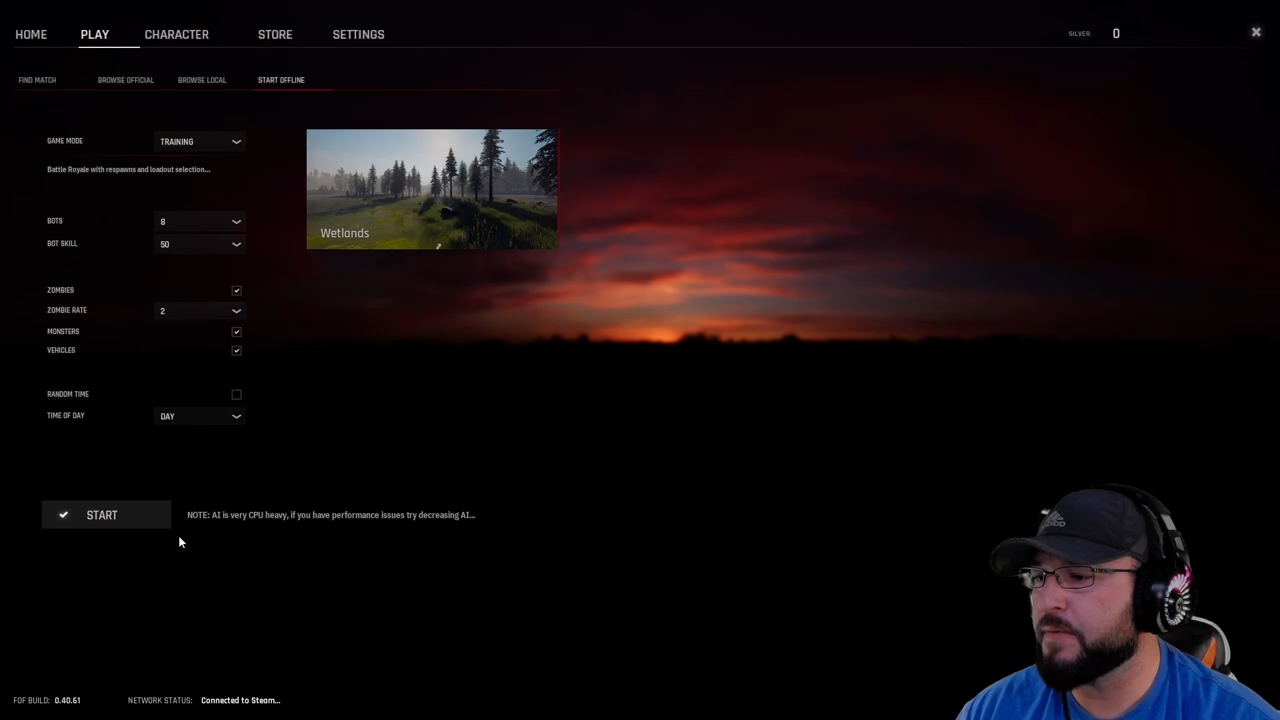 HOME PLAY CHARACTER STORE SETTINGS SILVER: 0
FIND MATCH BROWSE OFFICIAL BROWSE LOCAL START OFFLINE
GAME MODE TRAINING
Battle Royale with respawns and loadout selection...
BOTS 8
BOT SKILL 50
ZOMBIES
ZOMBIE RATE 2
MONSTERS
VEHICLES
RANDOM TIME
TIME OF DAY DAY
Wetlands
START NOTE: AI is very CPU heavy, if you have performance issues try decreasing AI...
FOF BUILD: 0.40.61 NETWORK STATUS: Connected to Steam...